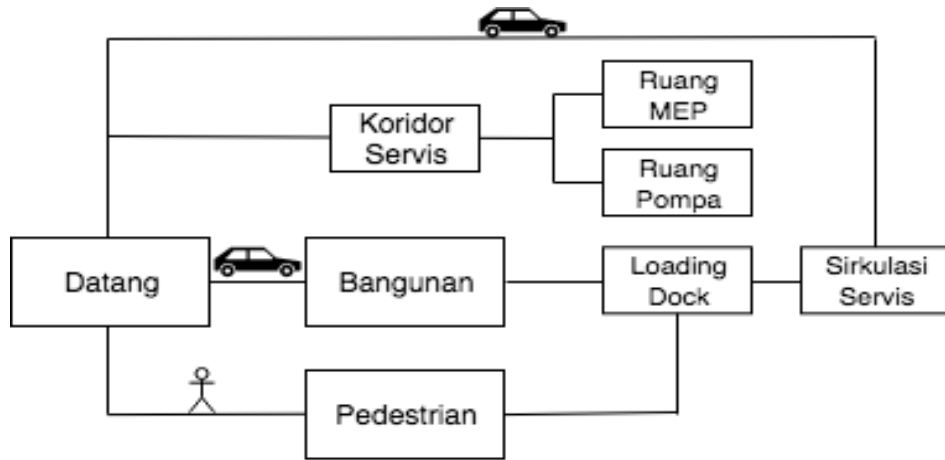 Ruang
MEP
Koridor
Servis
Ruang
Pompa
Datang
Bangunan
Loading
Dock
Sirkulasi
Servis
Pedestrian